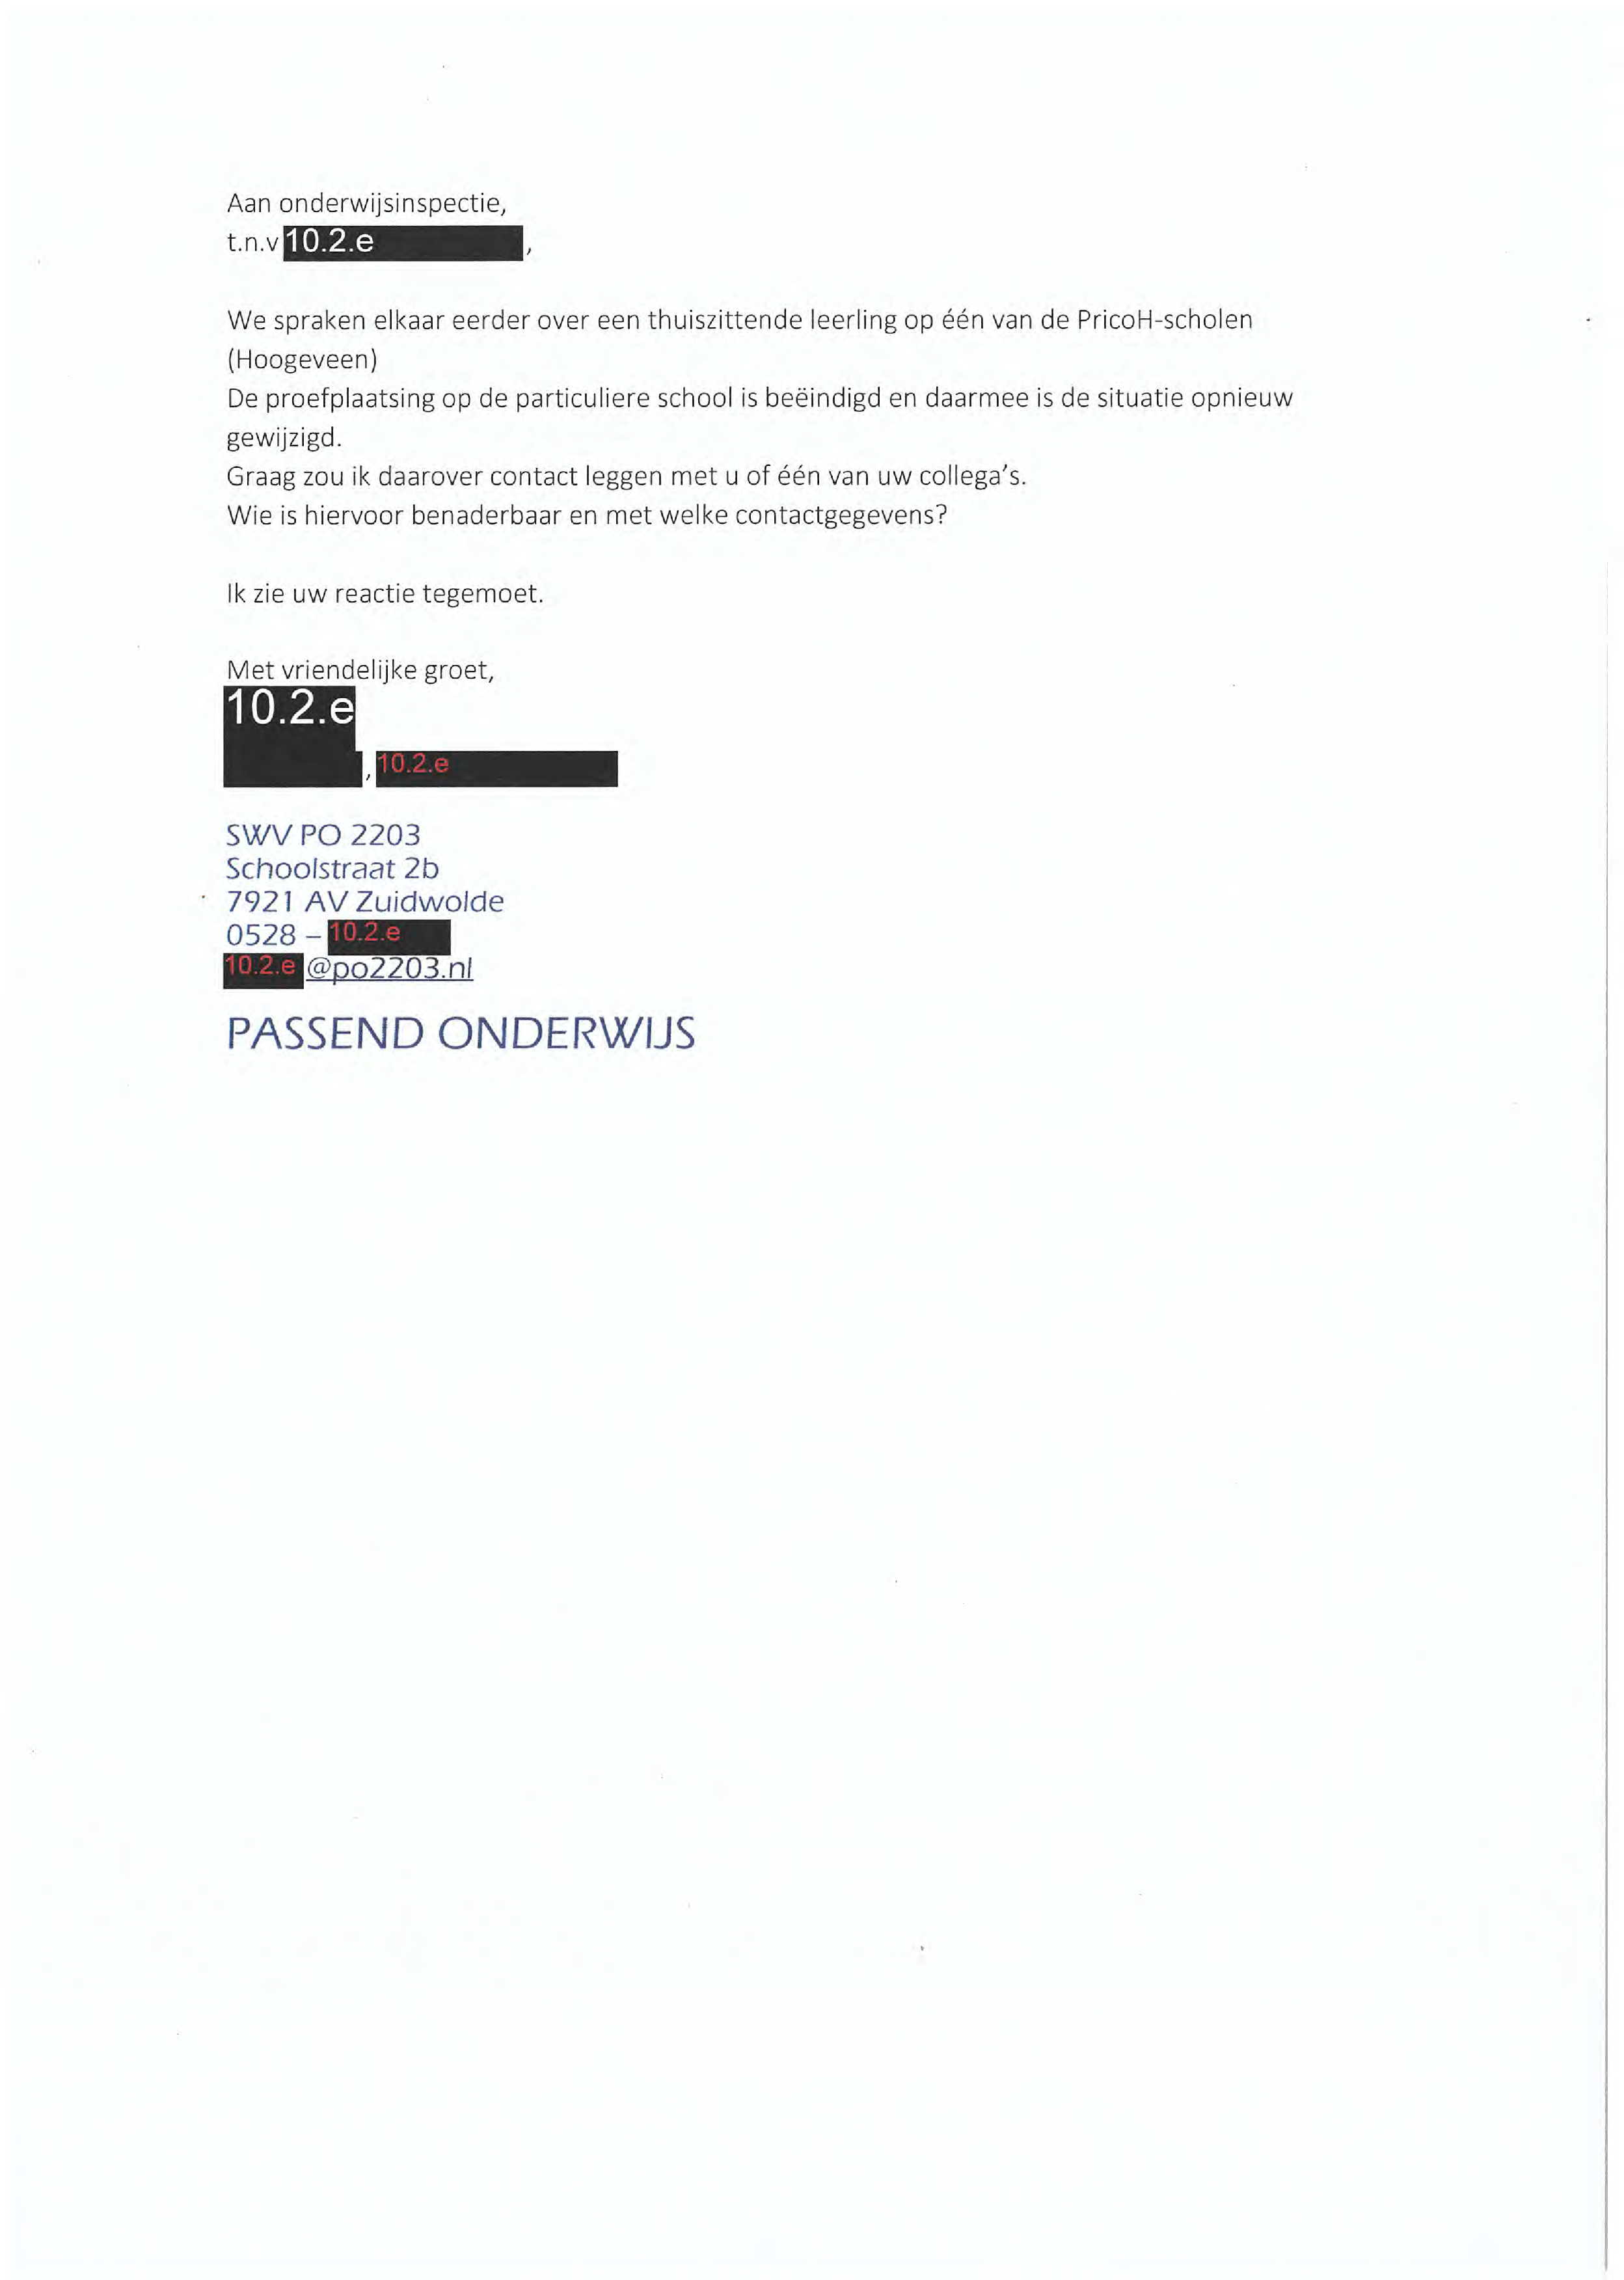 Aan onderwijsinspectie,
t.n.v 10.2.e ,
We spraken elkaar eerder over een thuiszittende leerling op één van de PricoH-scholen
(Hoogeveen)
De proefplaatsing op de particuliere school is beëindigd en daarmee is de situatie opnieuw
gewijzigd.
Graag zou ik daarover contact leggen met u of één van uw collega's.
Wie is hiervoor benaderbaar en met welke contactgegevens?
Ik zie uw reactie tegemoet.
Met vriendelijke groet,
10.2.e
, 10.2.e
SWV PO 2203
Schoolstraat 2b
7921 AV Zuidwolde
0528 – 10.2.e
10.2.e @po2203.nl
PASSEND ONDERWIJS